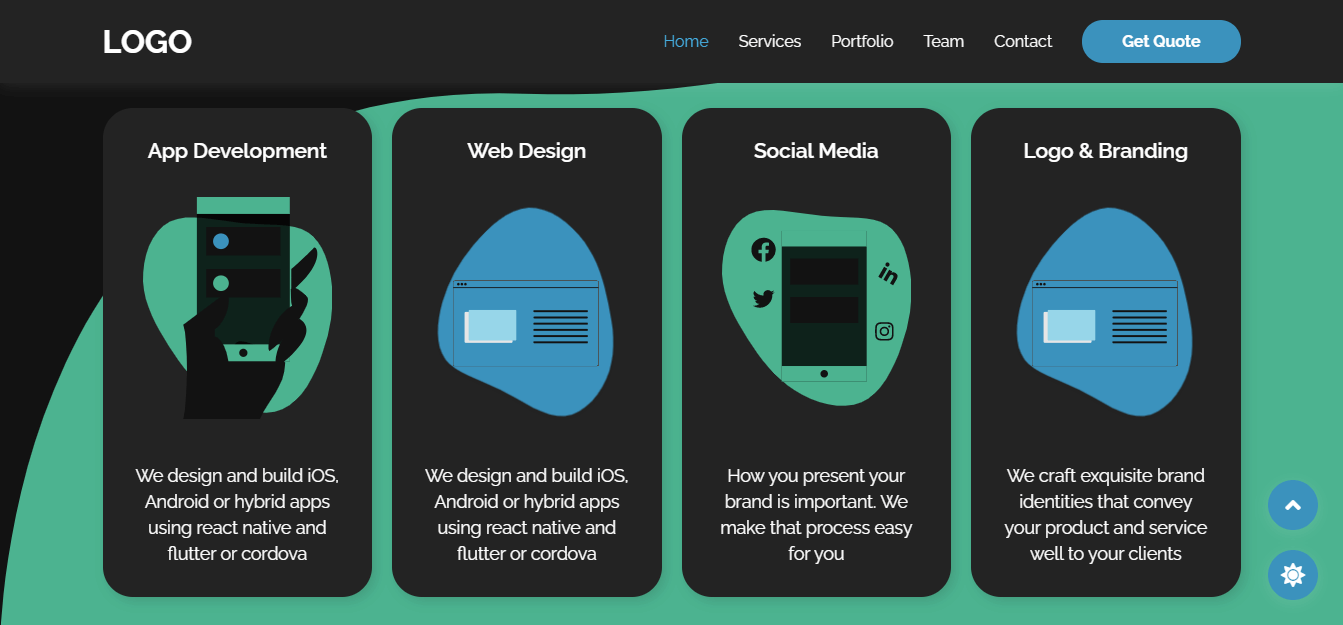 LOGO
Home
Services
Portfolio
Team
Contact
Get Quote
App Development
We design and build iOS,
Android or hybrid apps
using react native and
flutter or cordova
Web Design
We design and build iOS,
Android or hybrid apps
using react native and
flutter or cordova
Social Media
in
How you present your
brand is important. We
make that process easy
for you
Logo & Branding
We craft exquisite brand
identities that convey
your product and service
well to your clients